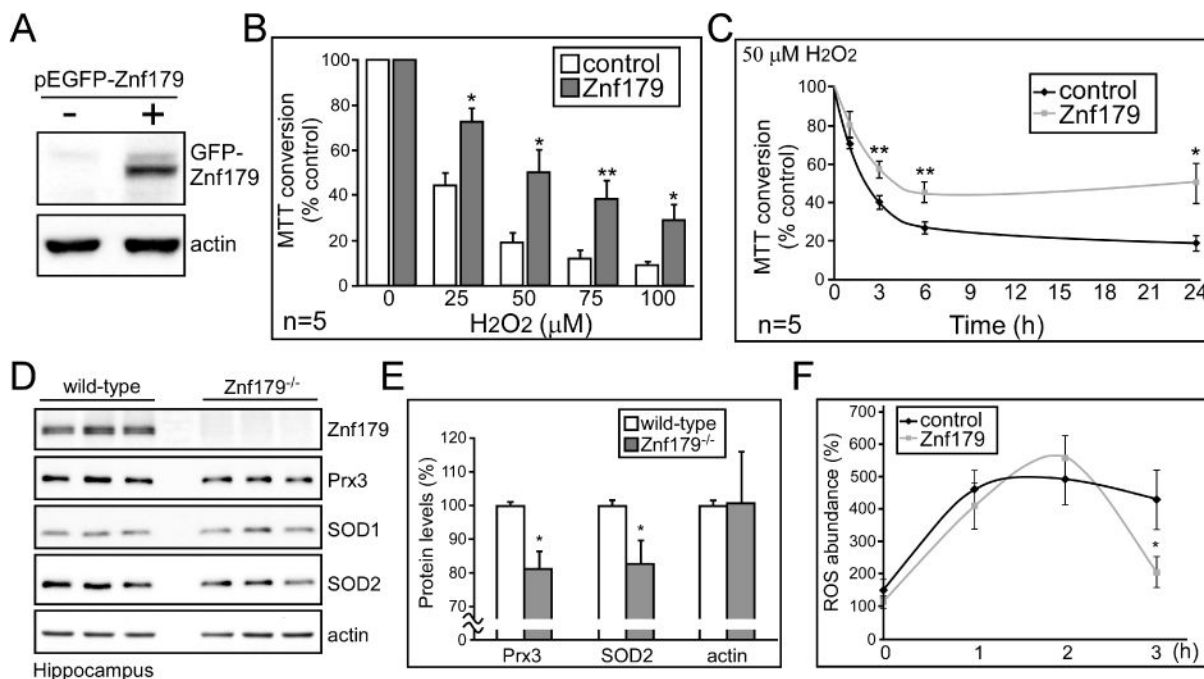 A
pEGFP-Znf179
- +
GFP-
Znf179
actin
B
MTT conversion
(% control)
100
80
60
40
20
0
control
Znf179
*
*
**
*
0 25 50 75 100
n=5
H2O2 (μM)
C
50 μM H2O2
MTT conversion
(% control)
100
80
60
40
20
0
control
Znf179
**
**
*
0 3 6 9 12 15 18 21 24
n=5
Time (h)
D
wild-type Znf179-/-
Znf179
Prx3
SOD1
SOD2
actin
Hippocampus
E
Protein levels (%)
120
110
100
90
80
70
0
wild-type
Znf179-/-
*
*
Prx3 SOD2 actin
F
ROS abundance (%)
700
600
500
400
300
200
100
0
control
Znf179
*
0 1 2 3 (h)